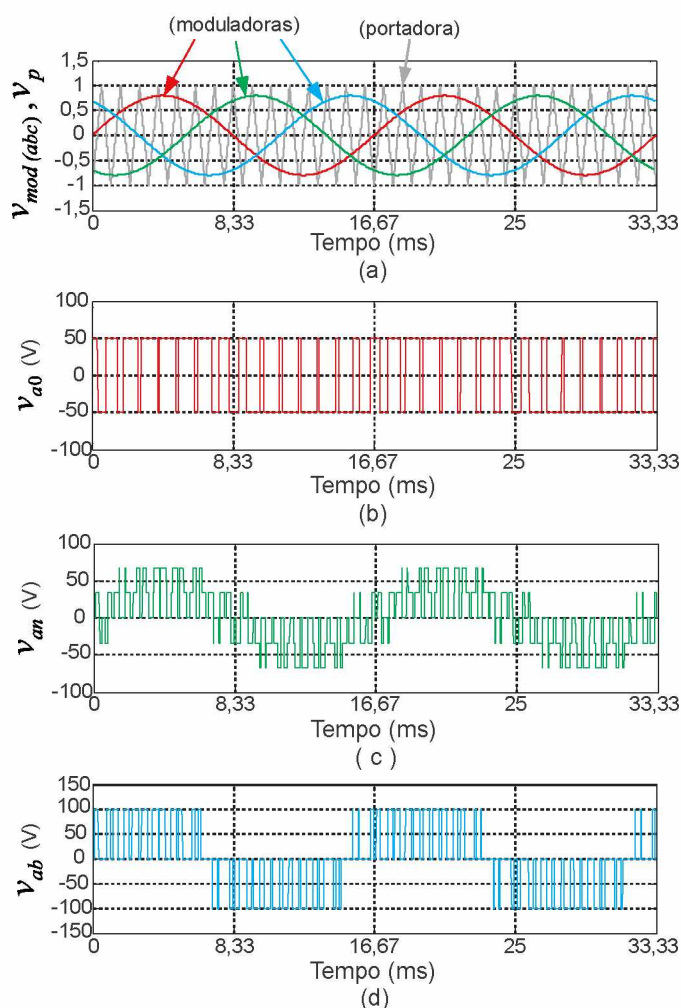 (moduladoras) (portadora)
1,5
1
0,5
0
-0,5
-1
-1,5
v_mod (abc) , v_p
0 8,33 16,67 25 33,33
Tempo (ms)
(a)
100
50
0
-50
-100
v_a0 (V)
0 8,33 16,67 25 33,33
Tempo (ms)
(b)
100
50
0
-50
-100
v_an (V)
0 8,33 16,67 25 33,33
Tempo (ms)
( c )
150
100
50
0
-50
-100
-150
v_ab (V)
0 8,33 16,67 25 33,33
Tempo (ms)
(d)